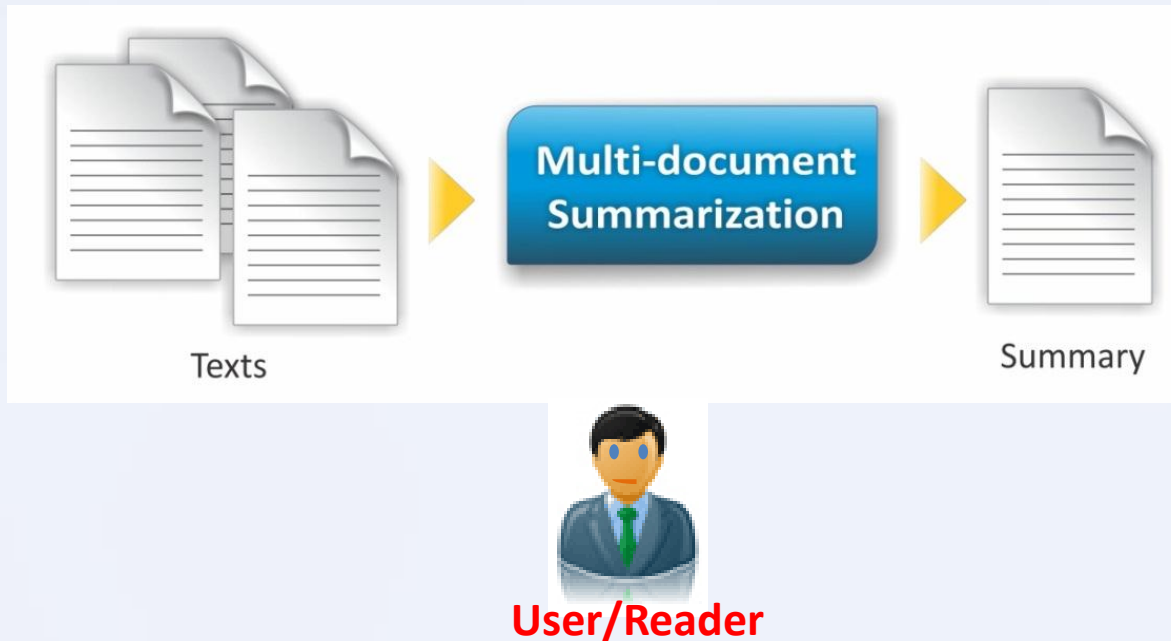 Multi-document
Summarization
Texts
Summary
User/Reader